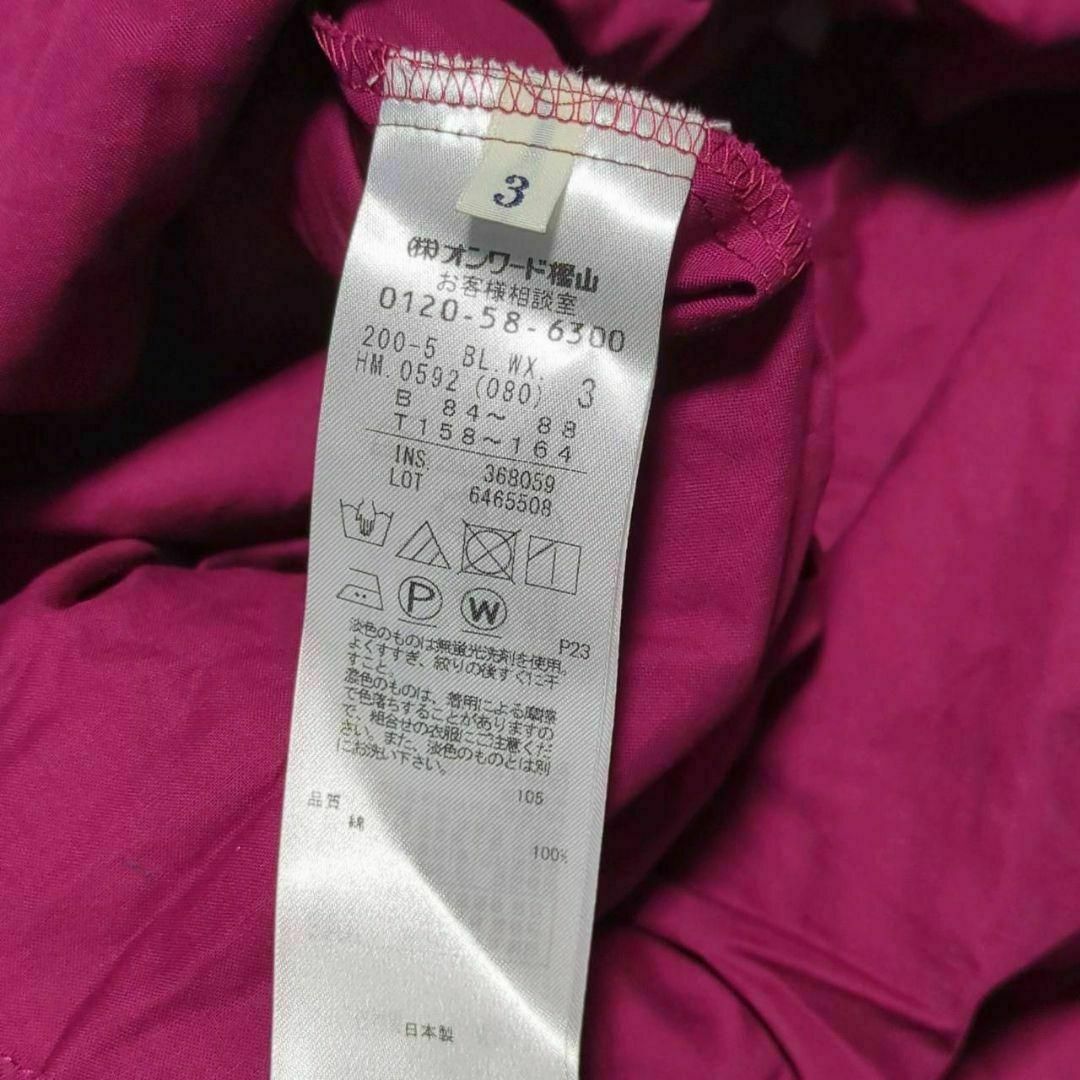 3
(株)オンワード樫山
お客様相談室
0120-58-6300
200-5 BL.WX. 3
HM.0592 (080)
B 84〜 88
T158〜164
INS 368059
LOT 6465508
P
W
P23
淡色のものは無蛍光洗剤を使用。
よくすすぎ、絞りの後すぐに干
すこと。
濃色のものは、着用による摩擦
で色落ちすることがありますの
で、組合せの衣服にご注意くだ
さい。また、淡色のものとは別
にお洗い下さい。
105
品質
綿
100%
日本製